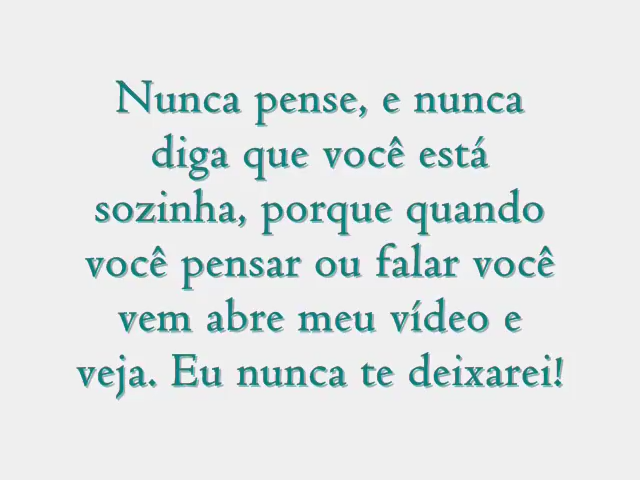 Nunca pense, e nunca
diga que você está
sozinha, porque quando
você pensar ou falar você
vem abre meu vídeo e
veja. Eu nunca te deixarei!